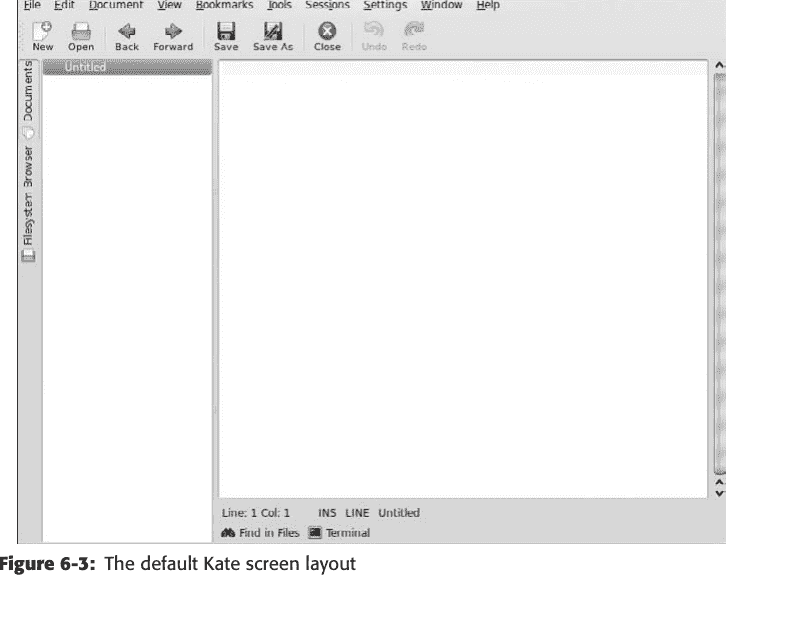 File Edit Document View Bookmarks Tools Sessions Settings Window Help
New Open Back Forward Save Save As Close Undo Redo
Documents
Filesystem Browser
Untitled
Line: 1 Col: 1 INS LINE Untitled
Find in Files Terminal
Figure 6-3: The default Kate screen layout